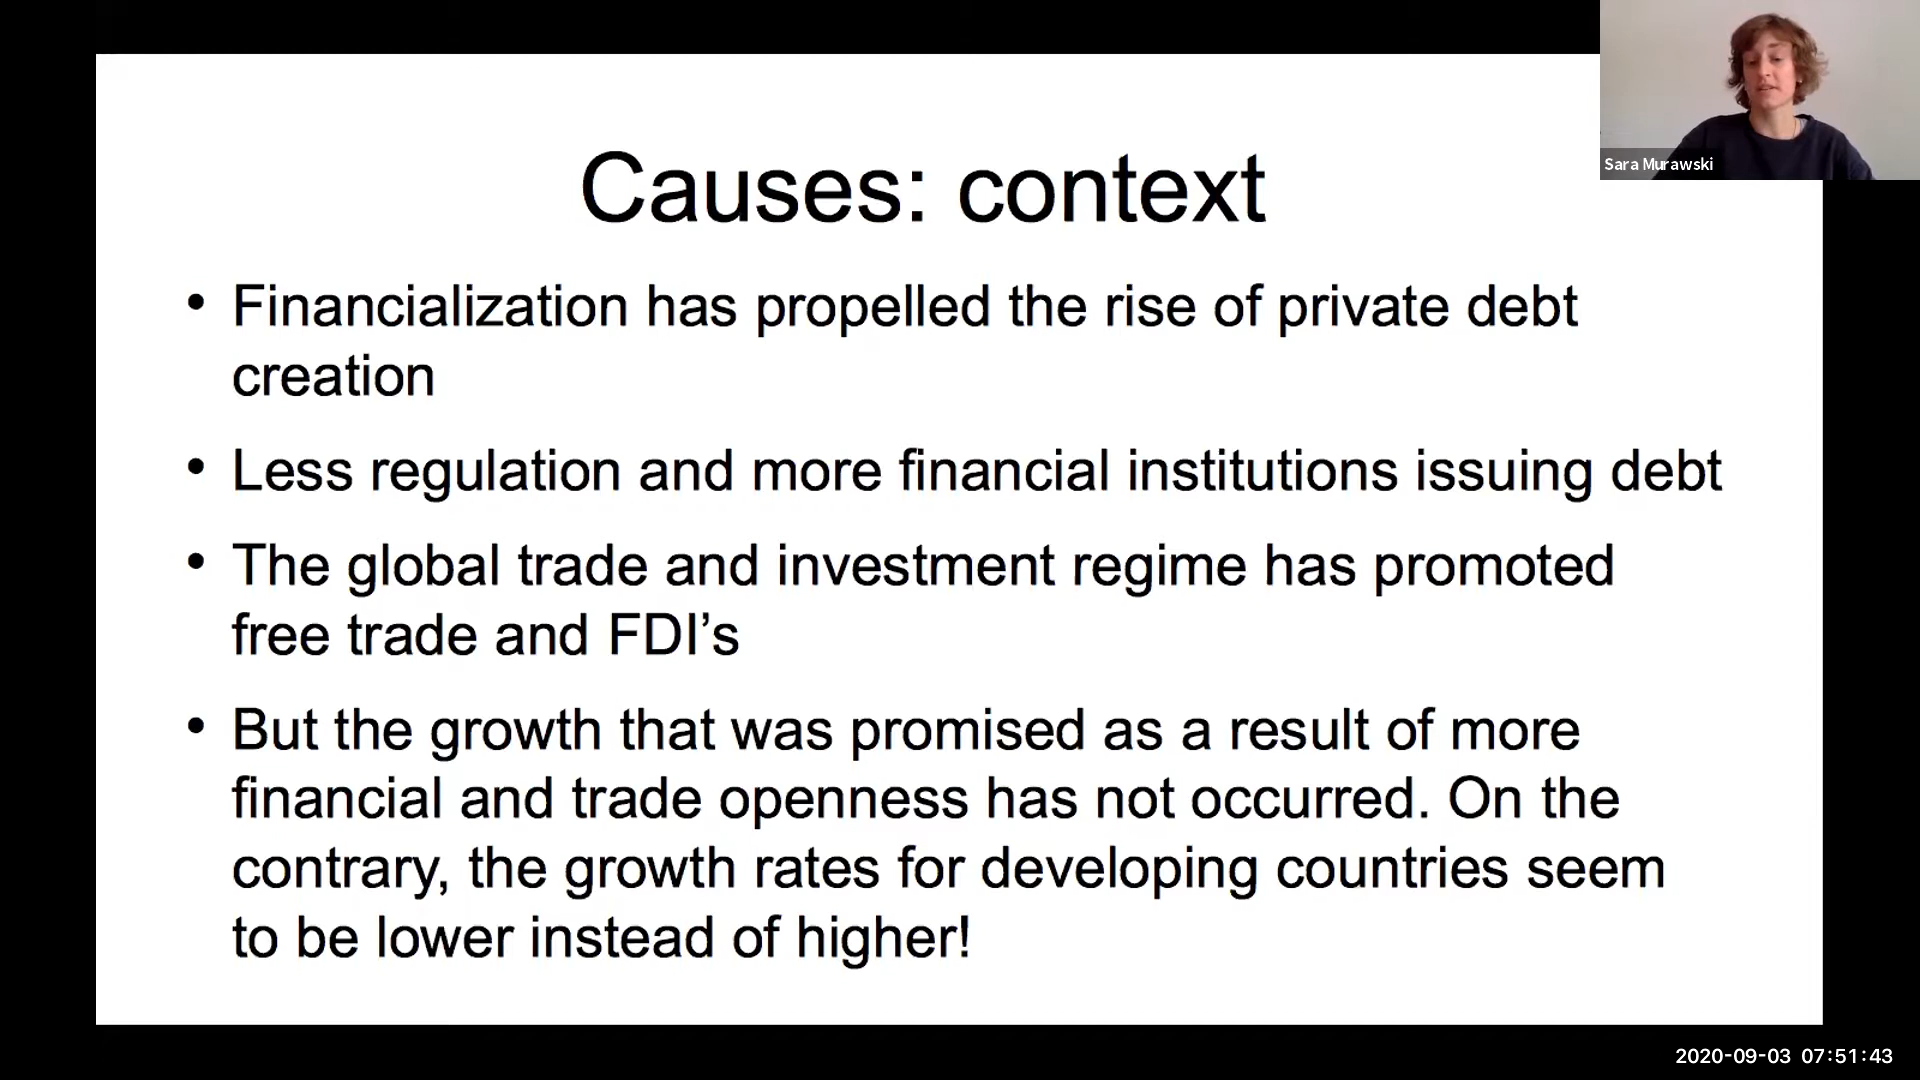 Causes: context
Sara Murawski
• Financialization has propelled the rise of private debt
creation
• Less regulation and more financial institutions issuing debt
• The global trade and investment regime has promoted
free trade and FDI’s
• But the growth that was promised as a result of more
financial and trade openness has not occurred. On the
contrary, the growth rates for developing countries seem
to be lower instead of higher!
2020-09-03 07:51:43